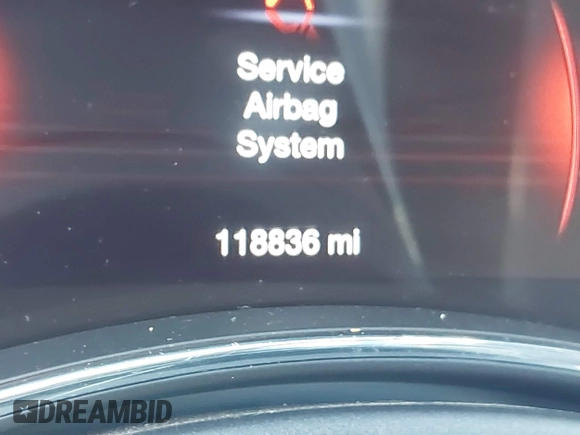 Service
Airbag
System
118836 mi
DREAMBID